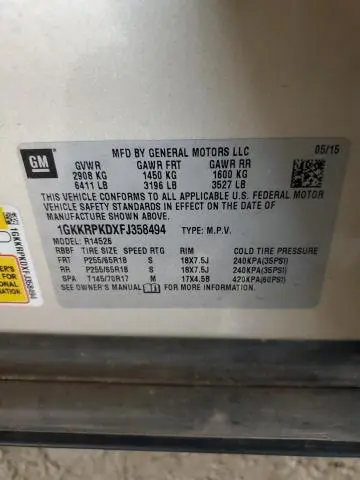 GM
MFD BY GENERAL MOTORS LLC
05/15
GVWR GAWR FRT GAWR RR
2908 KG 1450 KG 1600 KG
6411 LB 3196 LB 3527 LB
THIS VEHICLE CONFORMS TO ALL APPLICABLE U.S. FEDERAL MOTOR
VEHICLE SAFETY STANDARDS IN EFFECT ON THE DATE OF
MANUFACTURE SHOWN ABOVE.
1GKKRPKDXFJ358494 TYPE: M.P.V.
MODEL: R14526
RBBF TIRE SIZE SPEED RTG RIM COLD TIRE PRESSURE
FRT P255/65R18 S 18X7.5J 240KPA(35PSI)
RR P255/65R18 S 18X7.5J 240KPA(35PSI)
SPA T145/70R17 M 17X4.5B 420KPA(60PSI)
SEE OWNER'S MANUAL FOR MORE INFORMATION.
1GKKRPKDXFJ358494